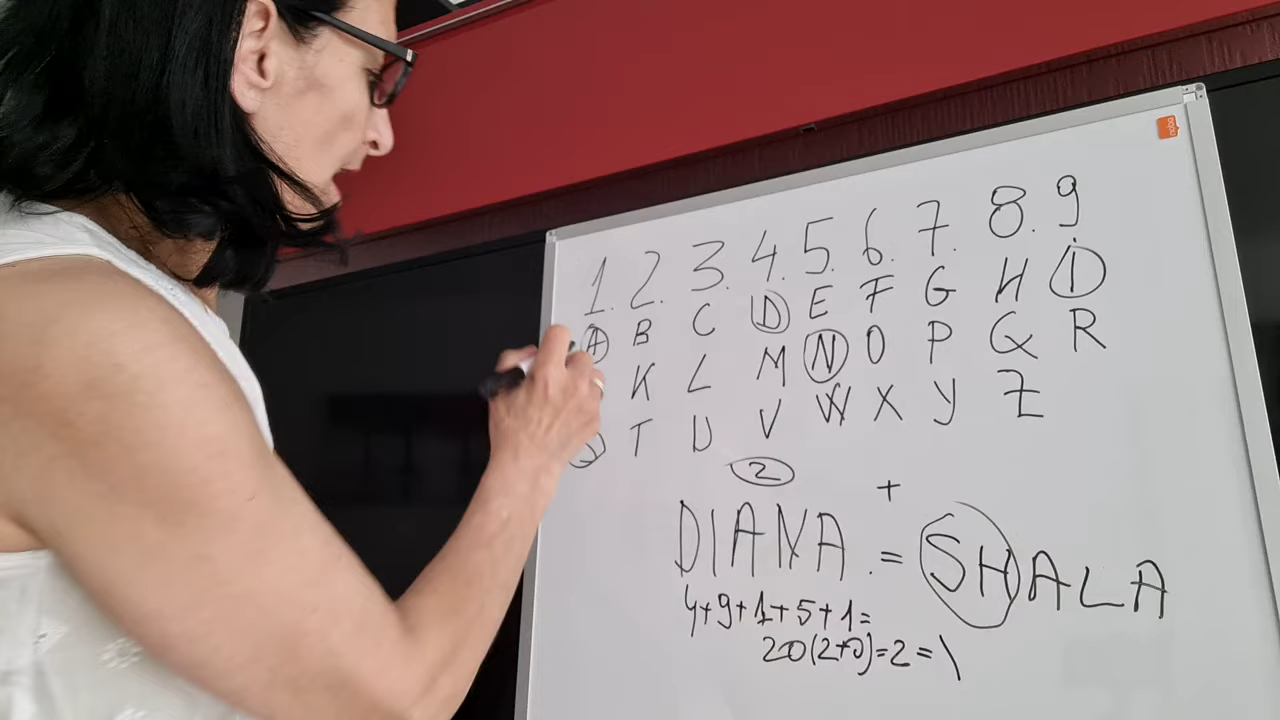 1. 2. 3. 4. 5. 6. 7. 8. 9
A B C D E F G H I
K L M N O P Q R
S T U V W X Y Z
2
+
DIANA = SHALA
4+9+1+5+1=
20(2+0)=2=\